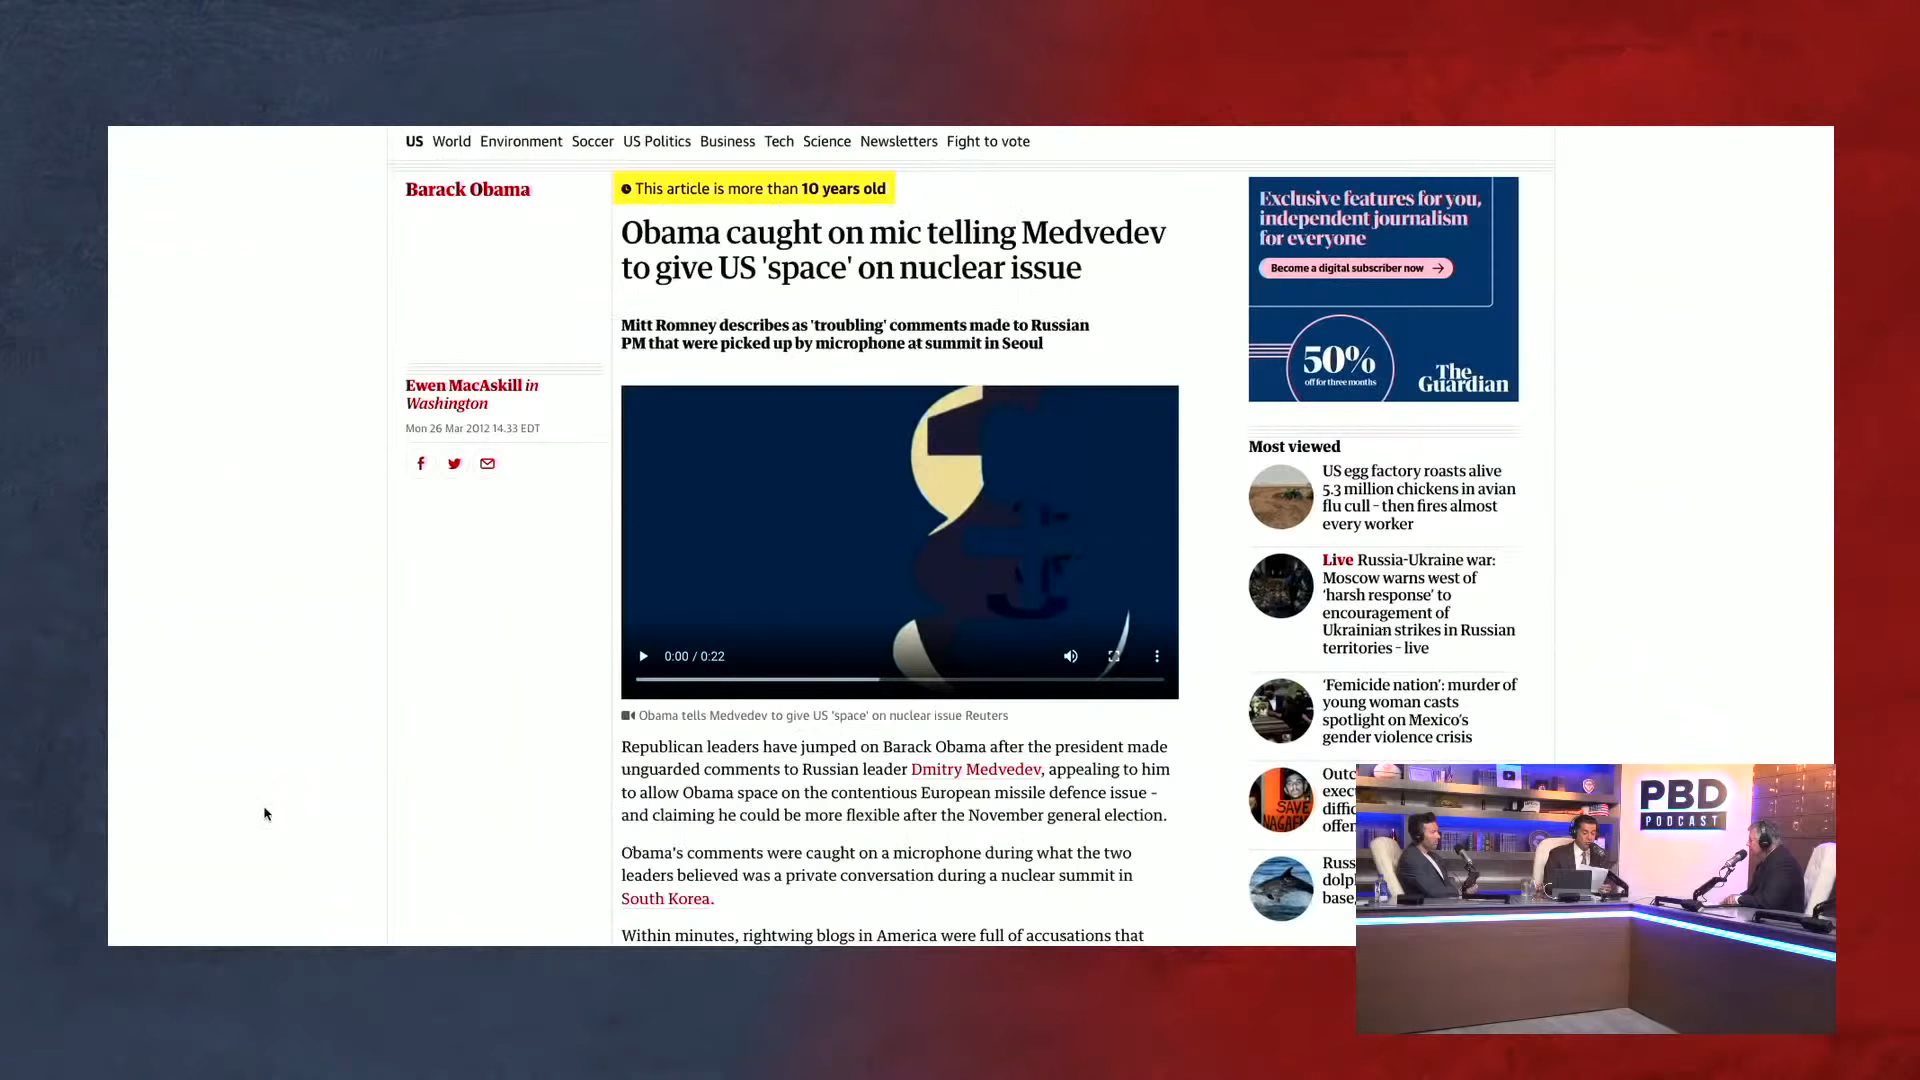 US World Environment Soccer US Politics Business Tech Science Newsletters Fight to vote
Barack Obama
This article is more than 10 years old
Obama caught on mic telling Medvedev
to give US 'space' on nuclear issue
Mitt Romney describes as 'troubling' comments made to Russian
PM that were picked up by microphone at summit in Seoul
Ewen MacAskill in
Washington
Mon 26 Mar 2012 14.33 EDT
0:00 / 0:22
Obama tells Medvedev to give US 'space' on nuclear issue Reuters
Republican leaders have jumped on Barack Obama after the president made
unguarded comments to Russian leader Dmitry Medvedev, appealing to him
to allow Obama space on the contentious European missile defence issue –
and claiming he could be more flexible after the November general election.
Obama's comments were caught on a microphone during what the two
leaders believed was a private conversation during a nuclear summit in
South Korea.
Within minutes, rightwing blogs in America were full of accusations that
Exclusive features for you,
independent journalism
for everyone
Become a digital subscriber now
50%
off for three months
The
Guardian
Most viewed
US egg factory roasts alive
5.3 million chickens in avian
flu cull – then fires almost
every worker
Live Russia-Ukraine war:
Moscow warns west of
‘harsh response’ to
encouragement of
Ukrainian strikes in Russian
territories – live
‘Femicide nation’: murder of
young woman casts
spotlight on Mexico’s
gender violence crisis
SAVE
PBD
PODCAST